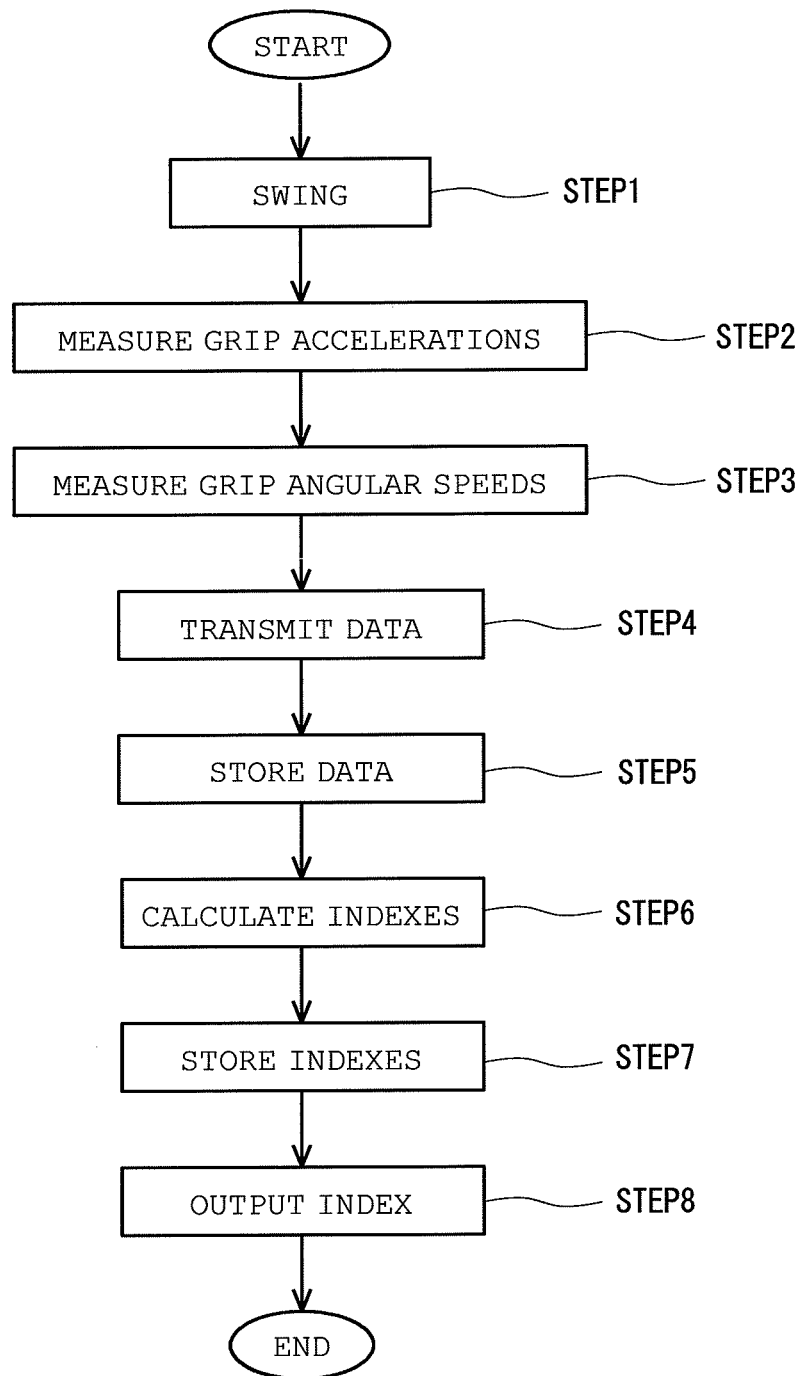 START
SWING
STEP1
MEASURE GRIP ACCELERATIONS
STEP2
MEASURE GRIP ANGULAR SPEEDS
STEP3
TRANSMIT DATA
STEP4
STORE DATA
STEP5
CALCULATE INDEXES
STEP6
STORE INDEXES
STEP7
OUTPUT INDEX
STEP8
END